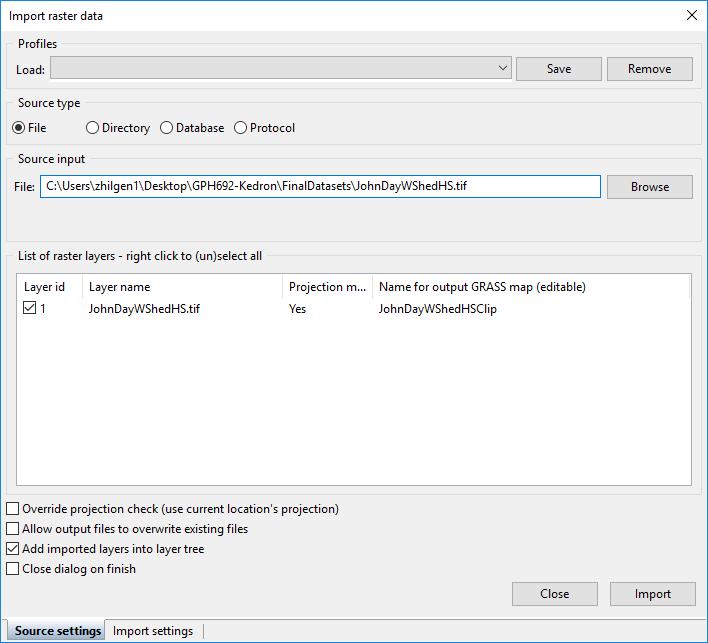 Import raster data
Profiles
Load:
Save
Remove
Source type
File Directory Database Protocol
Source input
File: C:\Users\zhilgen1\Desktop\GPH692-Kedron\FinalDatasets\JohnDayWShedHS.tif Browse
List of raster layers - right click to (un)select all
Layer id Layer name Projection m... Name for output GRASS map (editable)
1 JohnDayWShedHS.tif Yes JohnDayWShedHSClip
Override projection check (use current location's projection)
Allow output files to overwrite existing files
Add imported layers into layer tree
Close dialog on finish
Close Import
Source settings Import settings